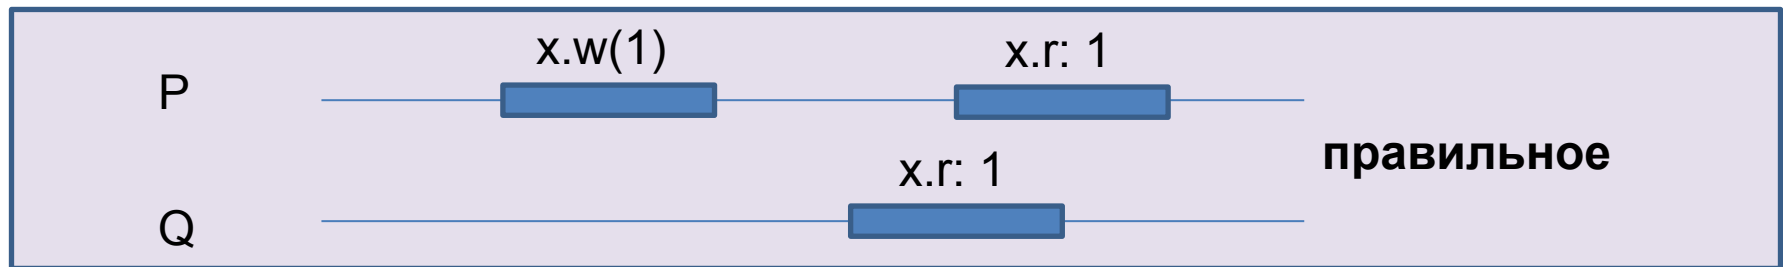 x.w(1) x.r: 1
P
правильное
x.r: 1
Q